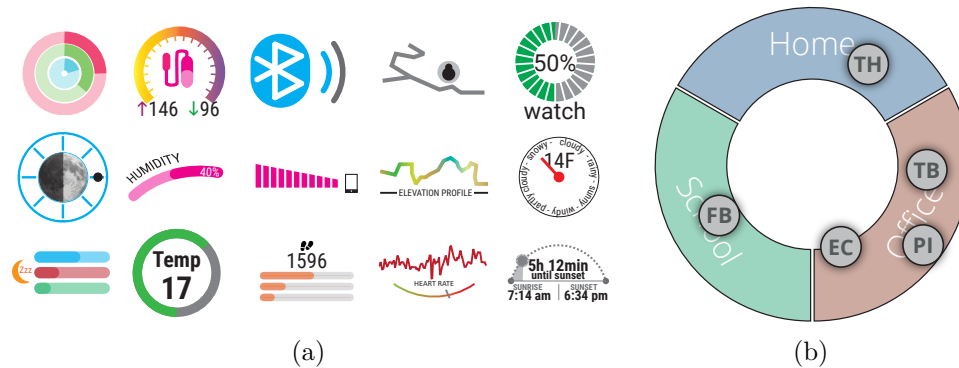 50%
↑146 ↓96
watch
HUMIDITY
40%
ELEVATION PROFILE
14F
cloudy - rainy - sunny - windy - partly cloudy - snowy -
Zzz
Temp
17
1596
HEART RATE
5h 12min
until sunset
SUNRISE SUNSET
7:14 am 6:34 pm
(a)
Home
TH
School
FB
Office
TB
EC
PI
(b)